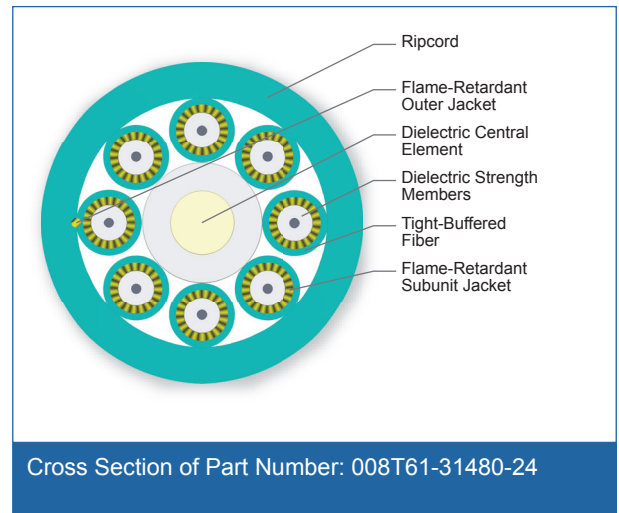 Ripcord
Flame-Retardant
Outer Jacket
Dielectric Central
Element
Dielectric Strength
Members
Tight-Buffered
Fiber
Flame-Retardant
Subunit Jacket
Cross Section of Part Number: 008T61-31480-24